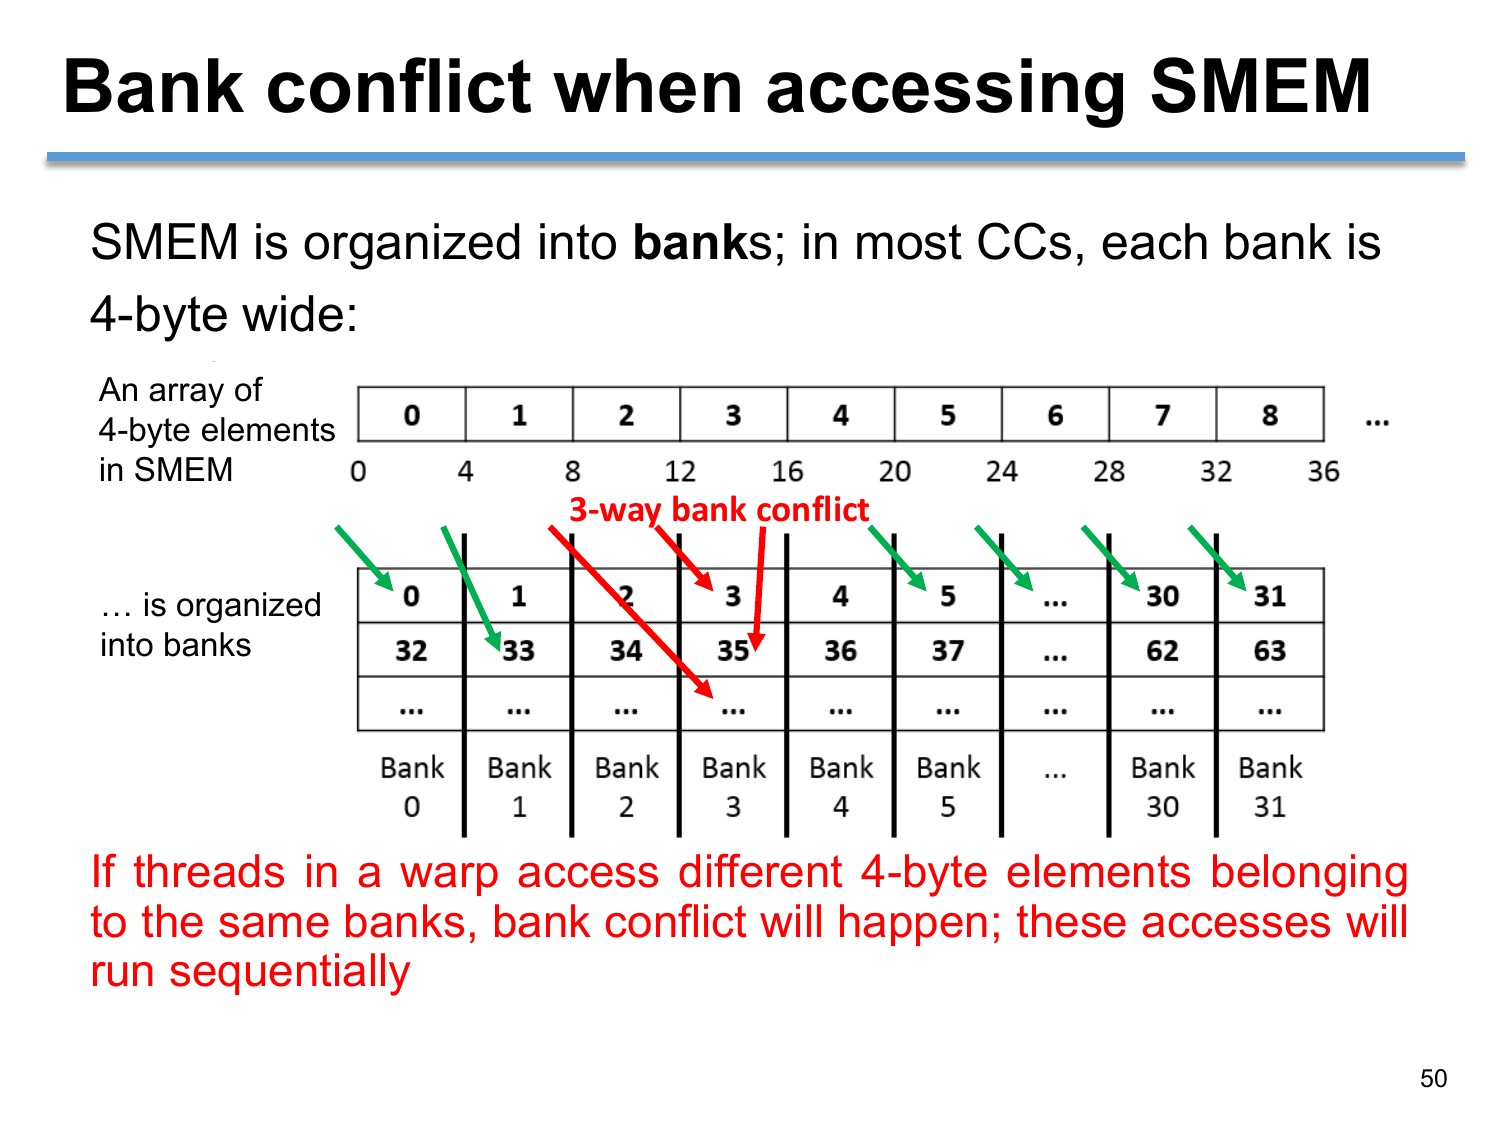 Bank conflict when accessing SMEM
SMEM is organized into banks; in most CCs, each bank is
4-byte wide:
An array of
4-byte elements
in SMEM
0 1 2 3 4 5 6 7 8 ...
0 4 8 12 16 20 24 28 32 36
3-way bank conflict
… is organized
into banks
0 1 2 3 4 5 ... 30 31
32 33 34 35 36 37 ... 62 63
... ... ... ... ... ... ... ... ...
Bank Bank Bank Bank Bank Bank ... Bank Bank
0 1 2 3 4 5 30 31
If threads in a warp access different 4-byte elements belonging
to the same banks, bank conflict will happen; these accesses will
run sequentially
50